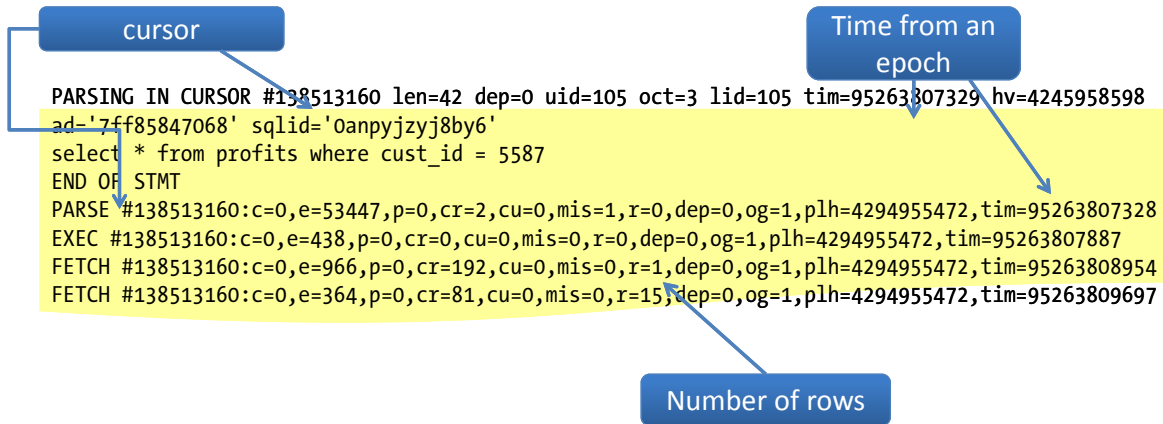 cursor
Time from an
epoch
PARSING IN CURSOR #138513160 len=42 dep=0 uid=105 oct=3 lid=105 tim=95263807329 hv=4245958598
ad='7ff85847068' sqlid='0anpyjzyj8by6'
select * from profits where cust_id = 5587
END OF STMT
PARSE #138513160:c=0,e=53447,p=0,cr=2,cu=0,mis=1,r=0,dep=0,og=1,plh=4294955472,tim=95263807328
EXEC #138513160:c=0,e=438,p=0,cr=0,cu=0,mis=0,r=0,dep=0,og=1,plh=4294955472,tim=95263807887
FETCH #138513160:c=0,e=966,p=0,cr=192,cu=0,mis=0,r=1,dep=0,og=1,plh=4294955472,tim=95263808954
FETCH #138513160:c=0,e=364,p=0,cr=81,cu=0,mis=0,r=15,dep=0,og=1,plh=4294955472,tim=95263809697
Number of rows